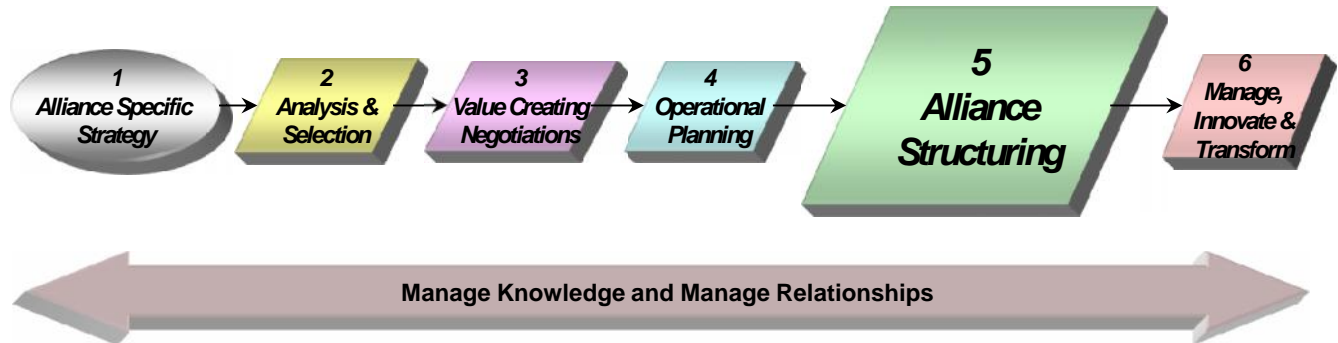 1
Alliance Specific
Strategy
2
Analysis &
Selection
3
Value Creating
Negotiations
4
Operational
Planning
5
Alliance
Structuring
6
Manage,
Innovate &
Transform
Manage Knowledge and Manage Relationships